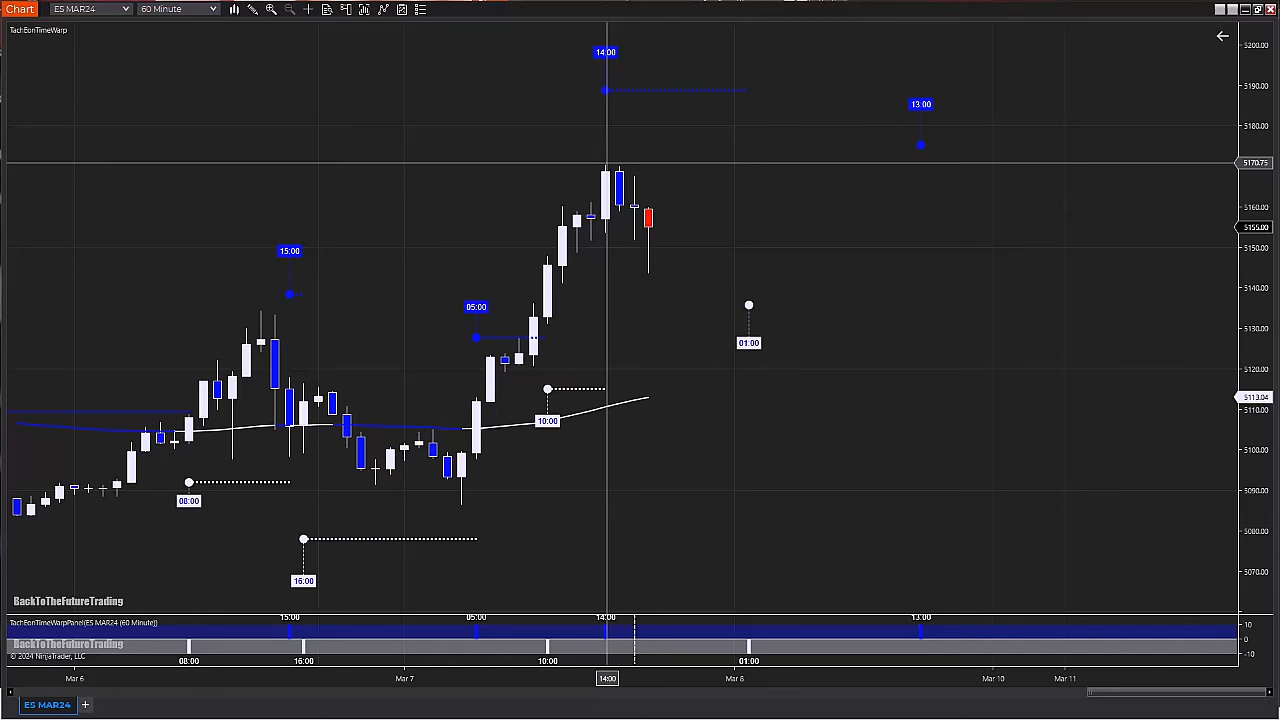 Chart ES MAR24 60 Minute
TachEonTimeWarp
5200.00
14:00
5190.00
13:00
5180.00
5170.75
5160.00
5155.00
15:00
5150.00
5140.00
05:00
5130.00
01:00
5120.00
5113.04
5110.00
10:00
5100.00
5090.00
08:00
5080.00
5070.00
16:00
BackToTheFutureTrading
TachEonTimeWarpPanel(ES MAR24 (60 Minute))
15:00 05:00 14:00 13:00
10
0
-10
BackToTheFutureTrading
© 2024 NinjaTrader, LLC
08:00 16:00 10:00 01:00
Mar 6 Mar 7 14:00 Mar 8 Mar 10 Mar 11
ES MAR24 +